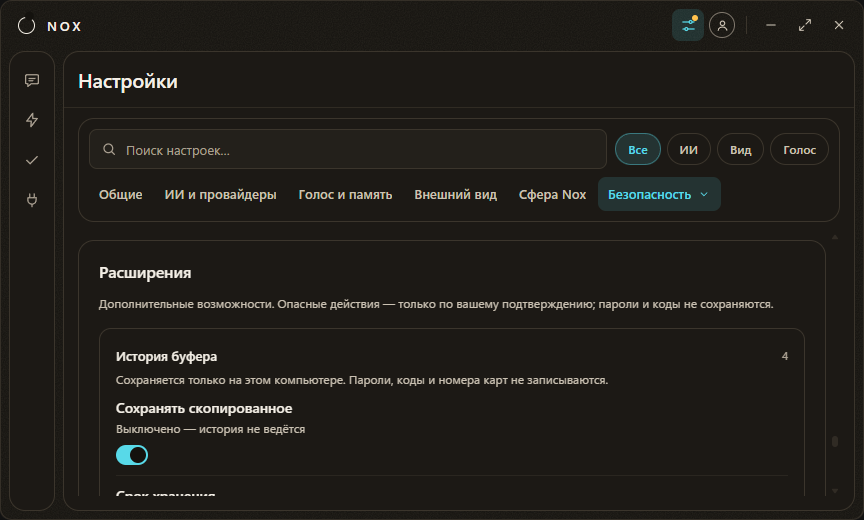 NOX
Настройки
Поиск настроек...
Все ИИ Вид Голос
Общие ИИ и провайдеры Голос и память Внешний вид Сфера Nox Безопасность
Расширения
Дополнительные возможности. Опасные действия — только по вашему подтверждению; пароли и коды не сохраняются.
История буфера 4
Сохраняется только на этом компьютере. Пароли, коды и номера карт не записываются.
Сохранять скопированное
Выключено — история не ведётся
Срок хранения